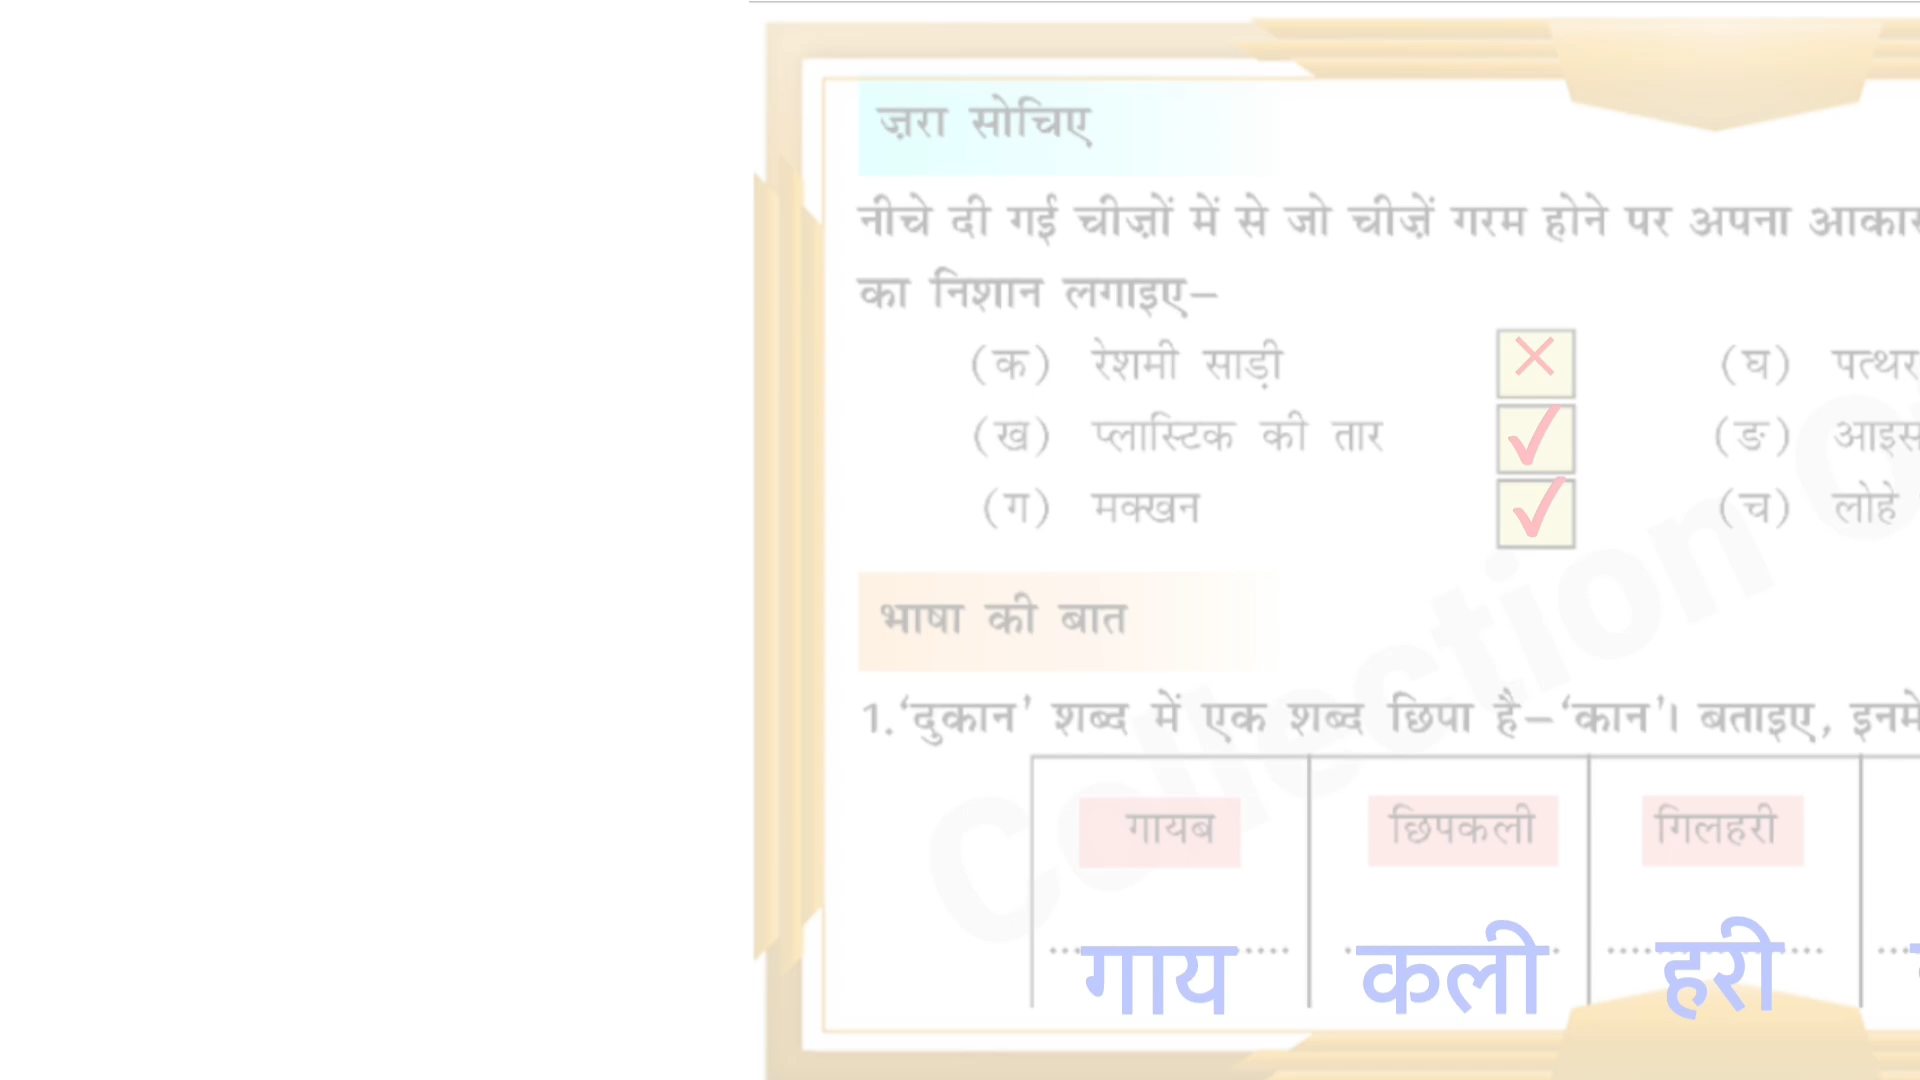 ज़रा सोचिए
नीचे दी गई चीज़ों में से जो चीज़ें गरम होने पर अपना आकार
का निशान लगाइए–
(क) रेशमी साड़ी ✕ (घ) पत्थर
(ख) प्लास्टिक की तार ✓ (ङ) आइस
(ग) मक्खन ✓ (च) लोहे
भाषा की बात
1. ‘दुकान’ शब्द में एक शब्द छिपा है–‘कान’। बताइए, इनमें
गायब छिपकली गिलहरी
गाय कली हरी
Collection